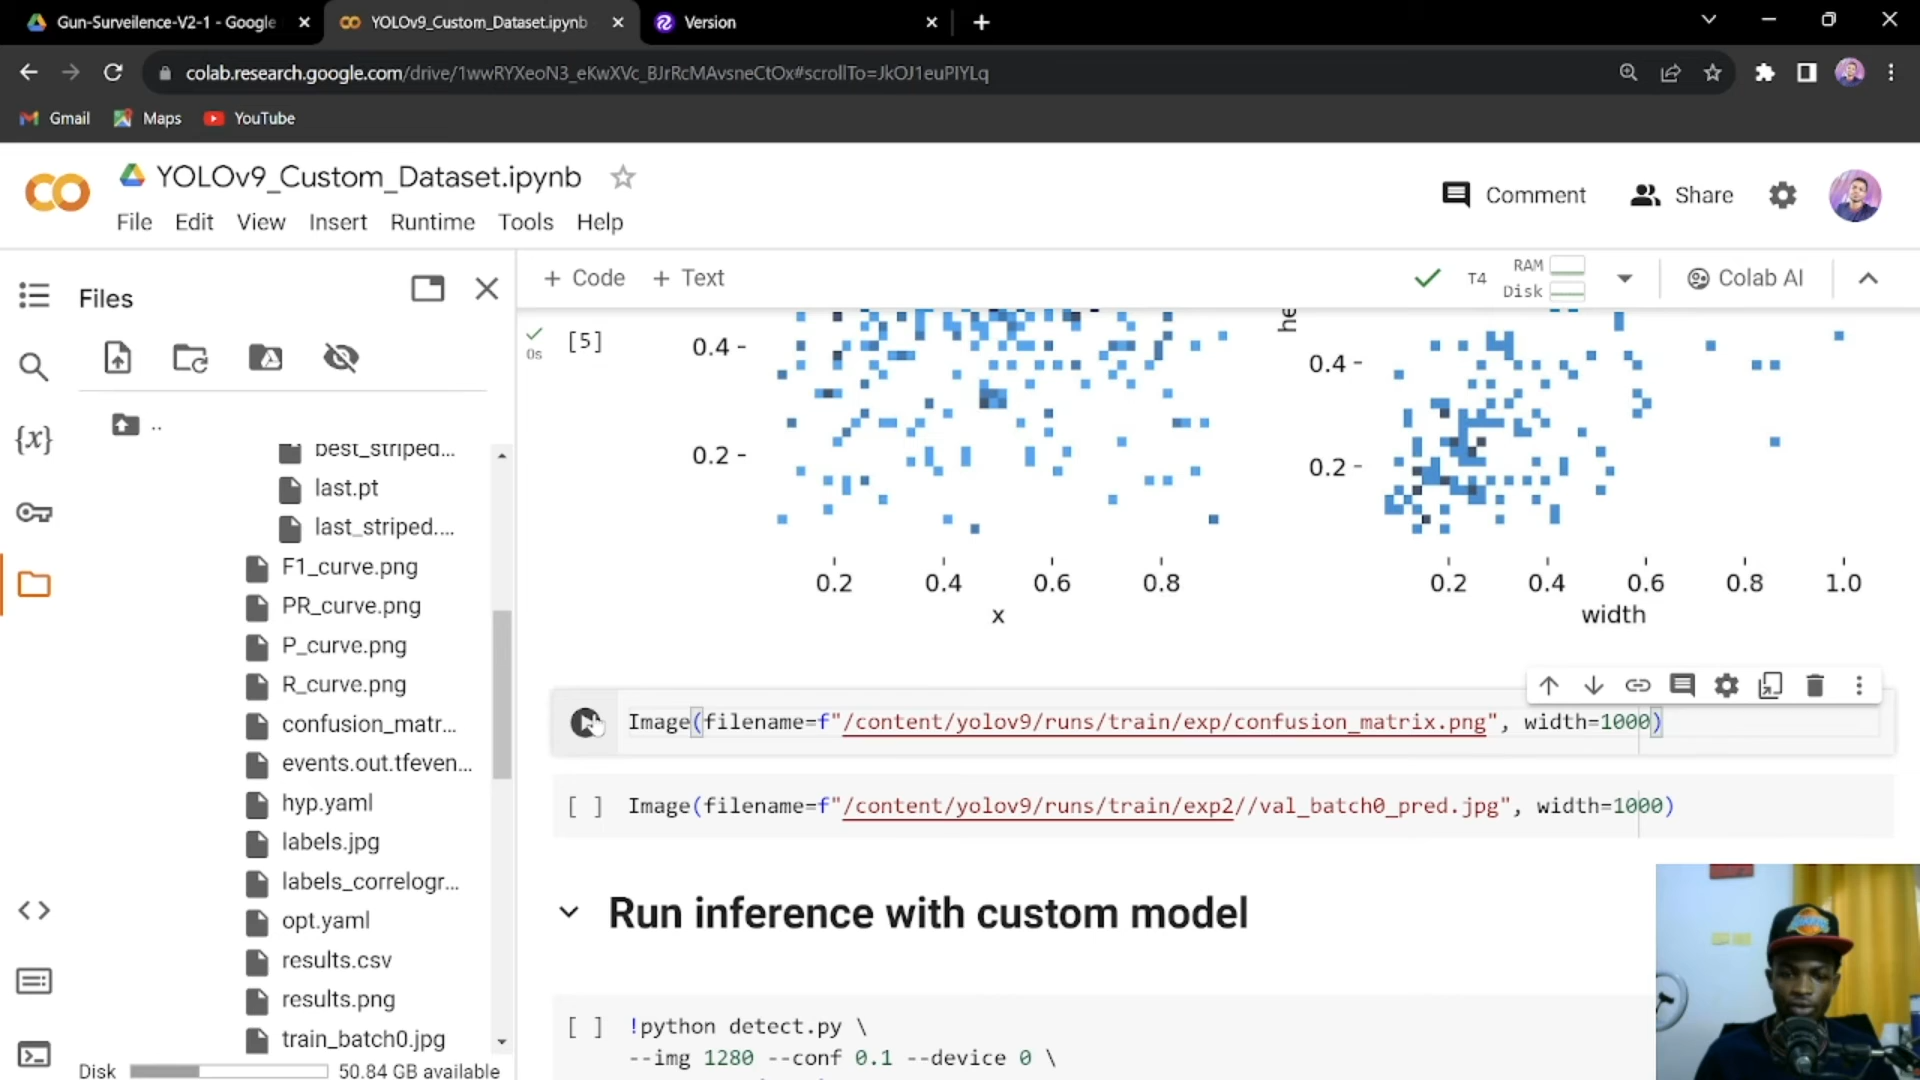 Gun-Surveilence-V2-1 - Google
YOLOv9_Custom_Dataset.ipynb
Version
colab.research.google.com/drive/1wwRYXeoN3_eKwXVc_BJrRcMAvsneCtOx#scrollTo=JkOJ1euPIYLq
Gmail
Maps
YouTube
YOLOv9_Custom_Dataset.ipynb
Comment
Share
File
Edit
View
Insert
Runtime
Tools
Help
Files
+ Code
+ Text
T4
RAM
Disk
Colab AI
..
best_striped...
last.pt
last_striped....
F1_curve.png
PR_curve.png
P_curve.png
R_curve.png
confusion_matr...
events.out.tfeven...
hyp.yaml
labels.jpg
labels_correlogr...
opt.yaml
results.csv
results.png
train_batch0.jpg
Disk
50.84 GB available
{x}
0s
[5]
0.4
0.2
0.2 0.4 0.6 0.8
x
he
0.4
0.2
0.2 0.4 0.6 0.8 1.0
width
Image(filename=f"/content/yolov9/runs/train/exp/confusion_matrix.png", width=1000)
[ ] Image(filename=f"/content/yolov9/runs/train/exp2//val_batch0_pred.jpg", width=1000)
Run inference with custom model
[ ] !python detect.py \
--img 1280 --conf 0.1 --device 0 \